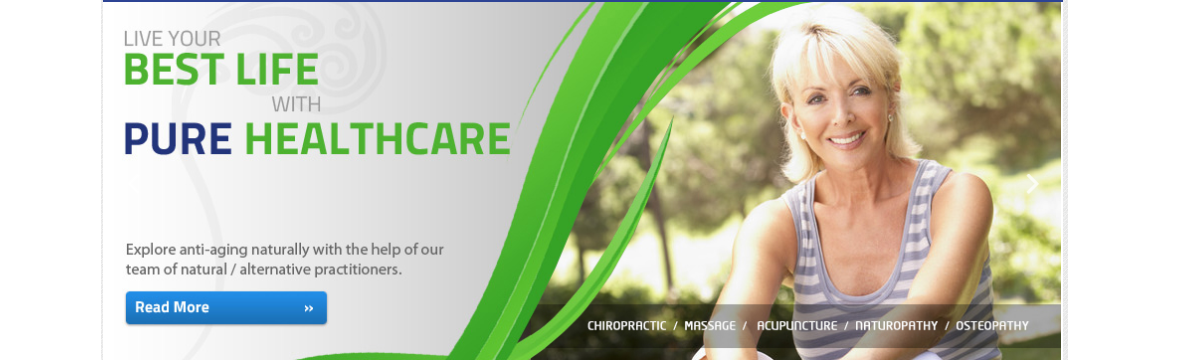 LIVE YOUR
BEST LIFE
WITH
PURE HEALTHCARE
Explore anti-aging naturally with the help of our
team of natural / alternative practitioners.
Read More »
CHIROPRACTIC / MASSAGE / ACUPUNCTURE / NATUROPATHY / OSTEOPATHY